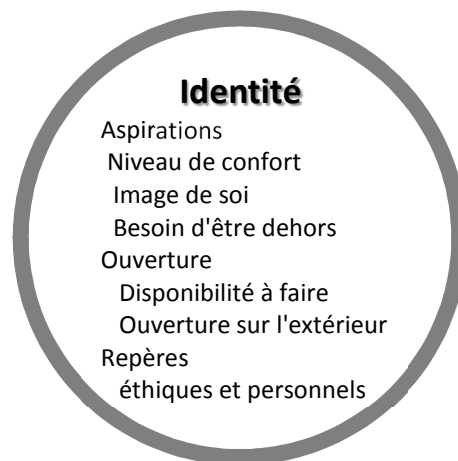 Identité
Aspirations
Niveau de confort
Image de soi
Besoin d'être dehors
Ouverture
Disponibilité à faire
Ouverture sur l'extérieur
Repères
éthiques et personnels